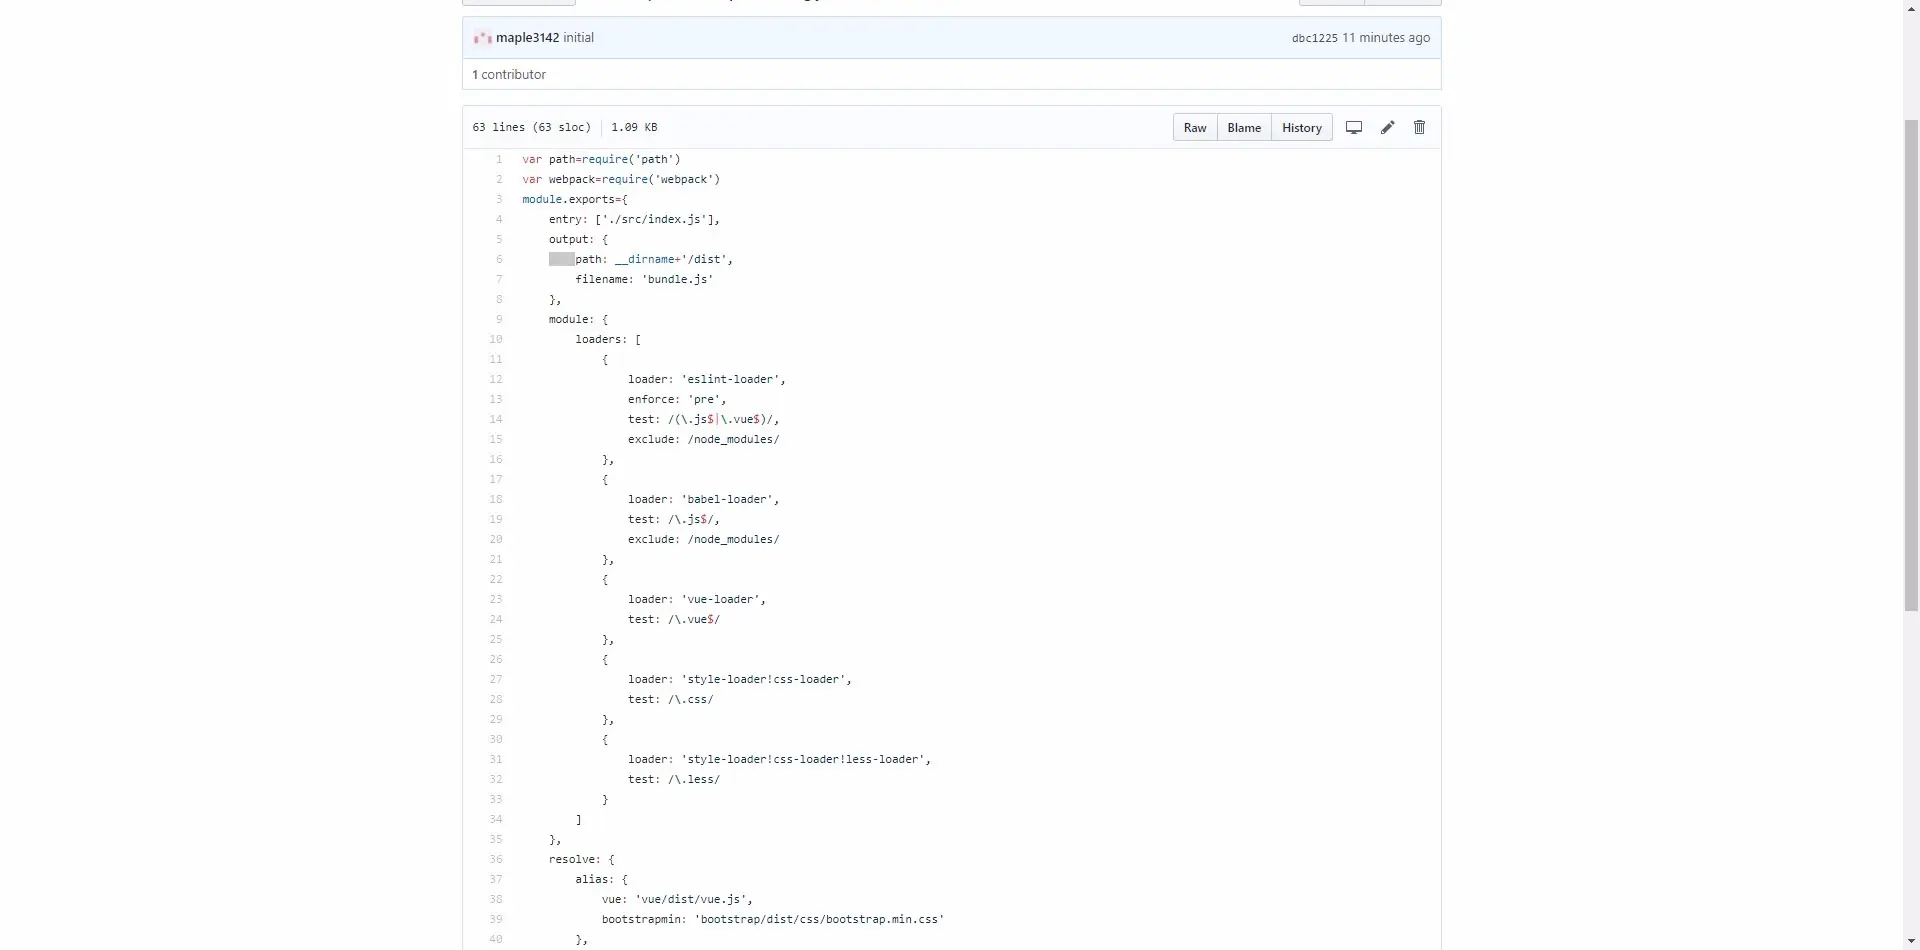 maple3142 initial dbc1225 11 minutes ago
1 contributor
63 lines (63 sloc) 1.09 KB Raw Blame History
1 var path=require('path')
2 var webpack=require('webpack')
3 module.exports={
4 entry: ['./src/index.js'],
5 output: {
6 path: __dirname+'/dist',
7 filename: 'bundle.js'
8 },
9 module: {
10 loaders: [
11 {
12 loader: 'eslint-loader',
13 enforce: 'pre',
14 test: /(\.js$|\.vue$)/,
15 exclude: /node_modules/
16 },
17 {
18 loader: 'babel-loader',
19 test: /\.js$/,
20 exclude: /node_modules/
21 },
22 {
23 loader: 'vue-loader',
24 test: /\.vue$/
25 },
26 {
27 loader: 'style-loader!css-loader',
28 test: /\.css/
29 },
30 {
31 loader: 'style-loader!css-loader!less-loader',
32 test: /\.less/
33 }
34 ]
35 },
36 resolve: {
37 alias: {
38 vue: 'vue/dist/vue.js',
39 bootstrapmin: 'bootstrap/dist/css/bootstrap.min.css'
40 },